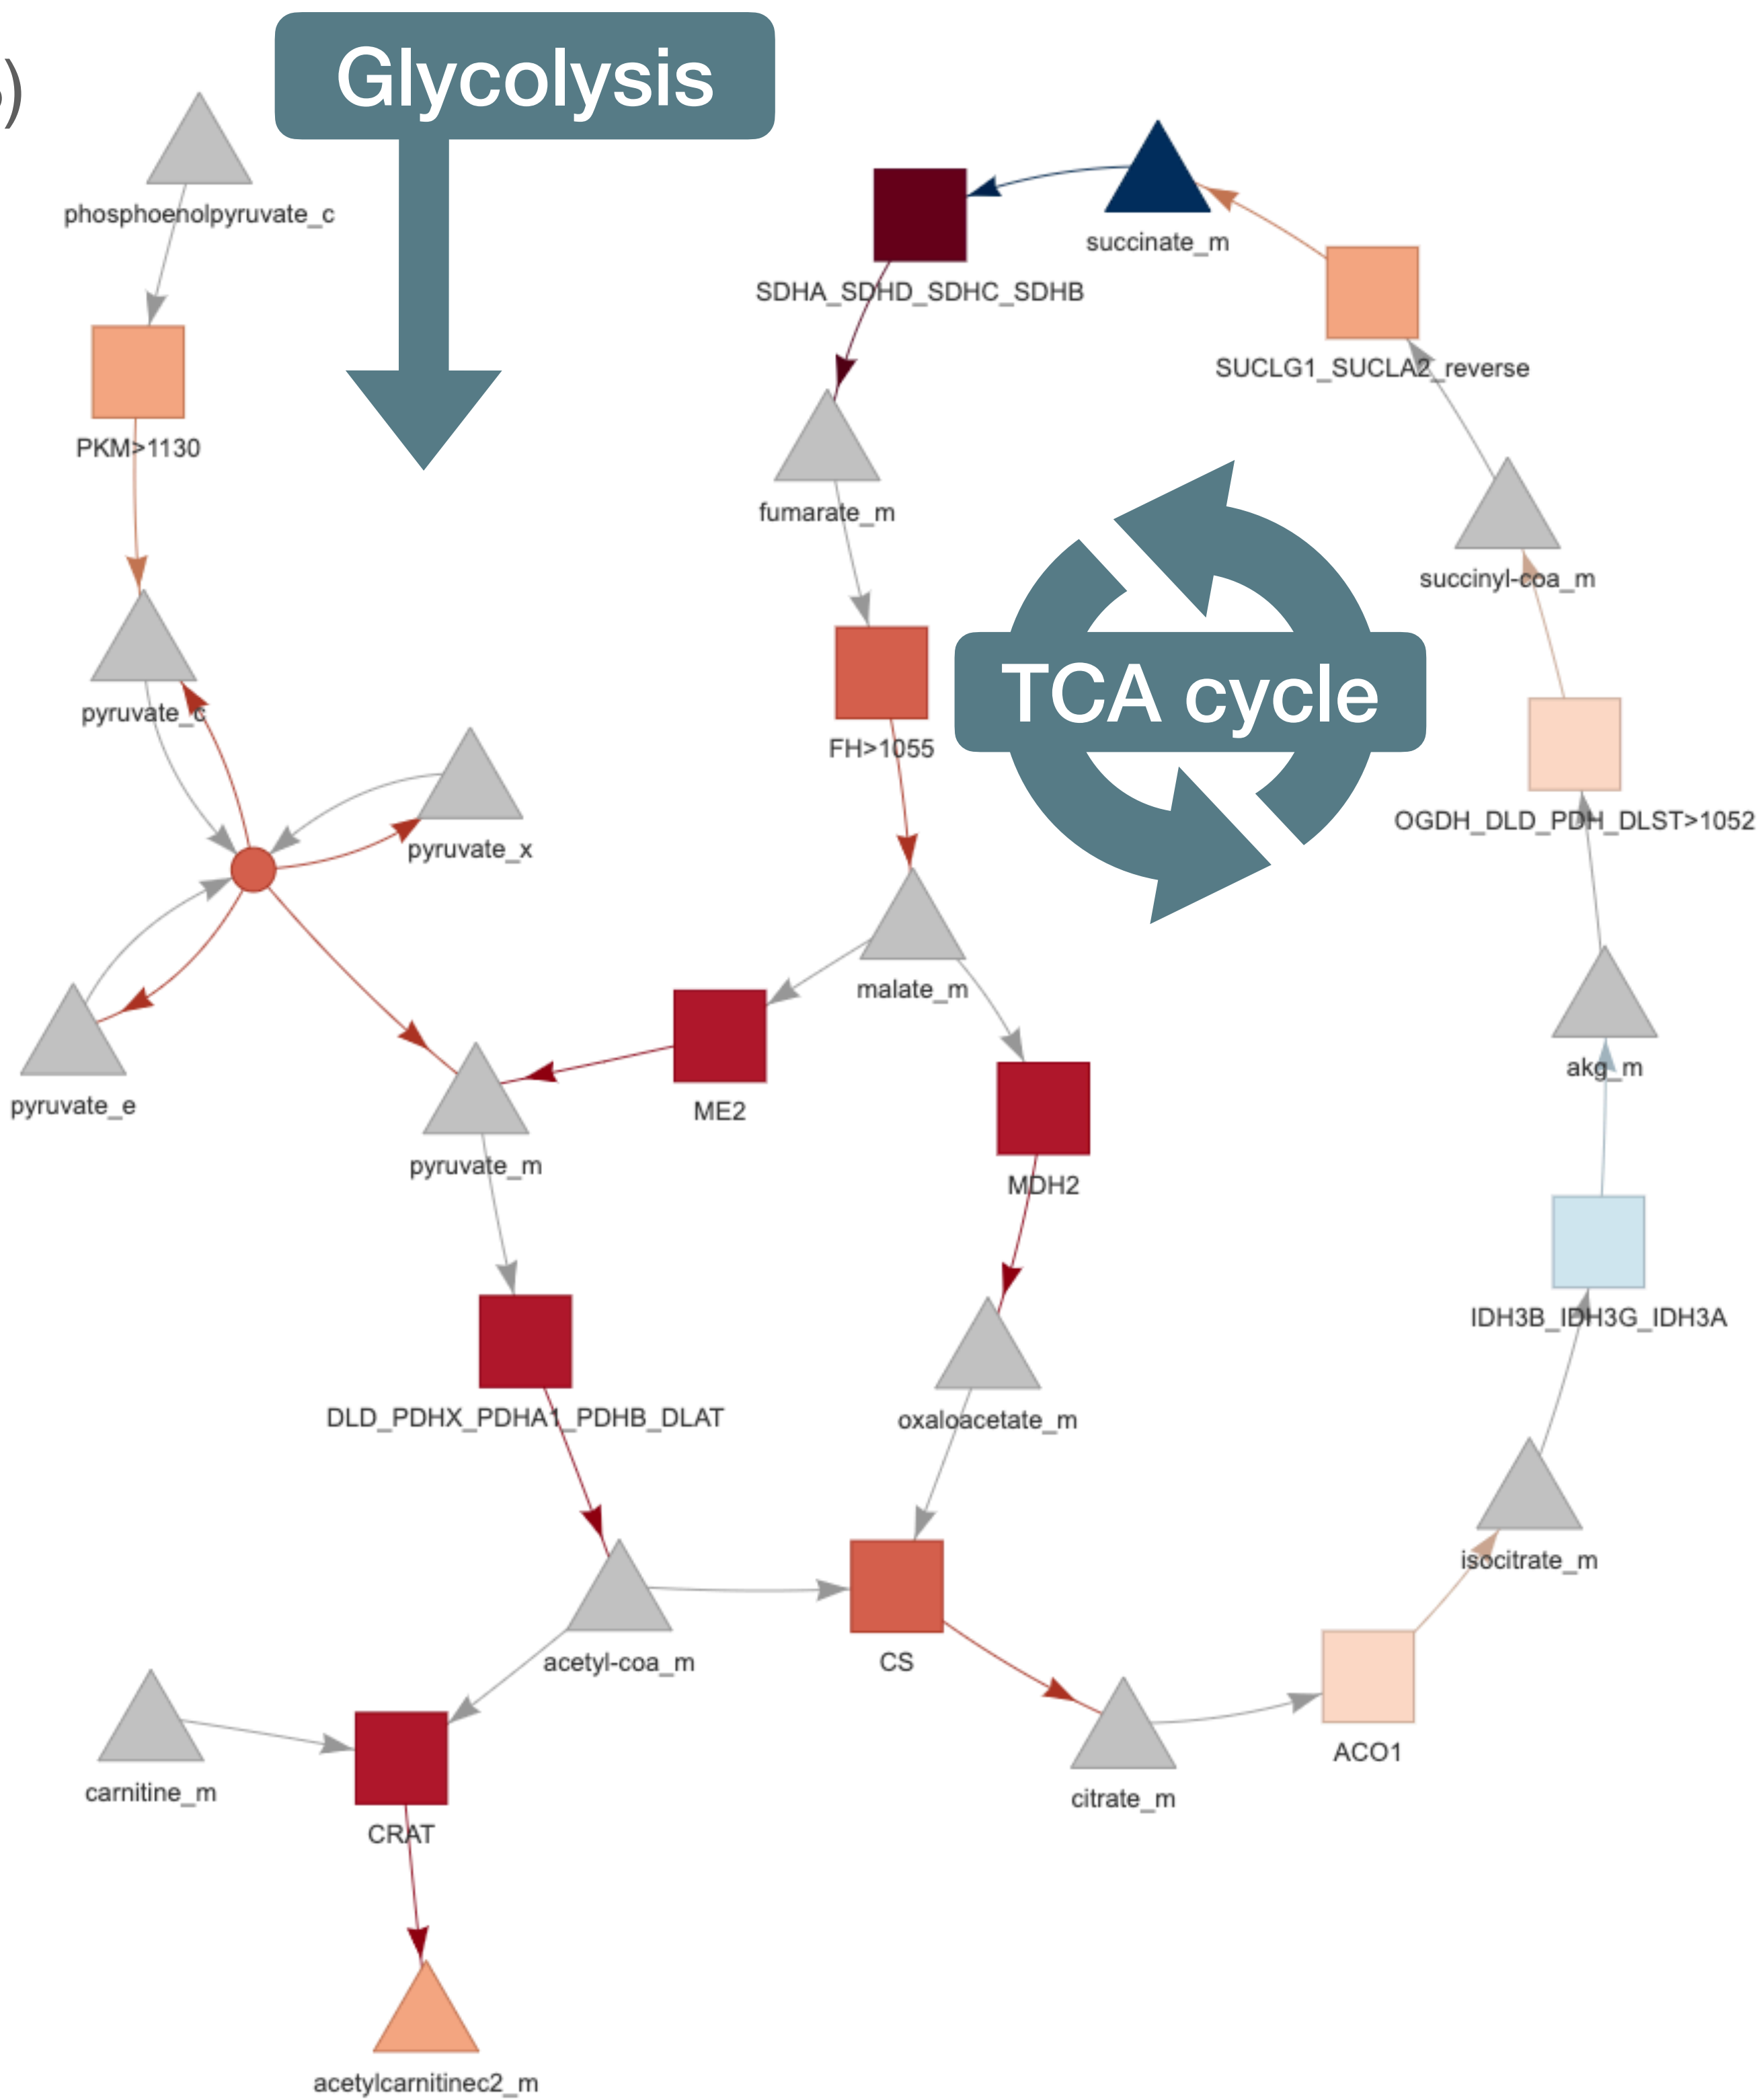 )
Glycolysis
phosphoenolpyruvate_c
succinate_m
SDHA_SDHD_SDHC_SDHB
SUCLG1_SUCLA2_reverse
PKM>1130
fumarate_m
succinyl-coa_m
TCA cycle
pyruvate_c
FH>1055
OGDH_DLD_PDH_DLST>1052
pyruvate_x
malate_m
akg_m
pyruvate_e
ME2
pyruvate_m
MDH2
IDH3B_IDH3G_IDH3A
DLD_PDHX_PDHA1_PDHB_DLAT
oxaloacetate_m
isocitrate_m
acetyl-coa_m
CS
ACO1
carnitine_m
citrate_m
CRAT
acetylcarnitinec2_m